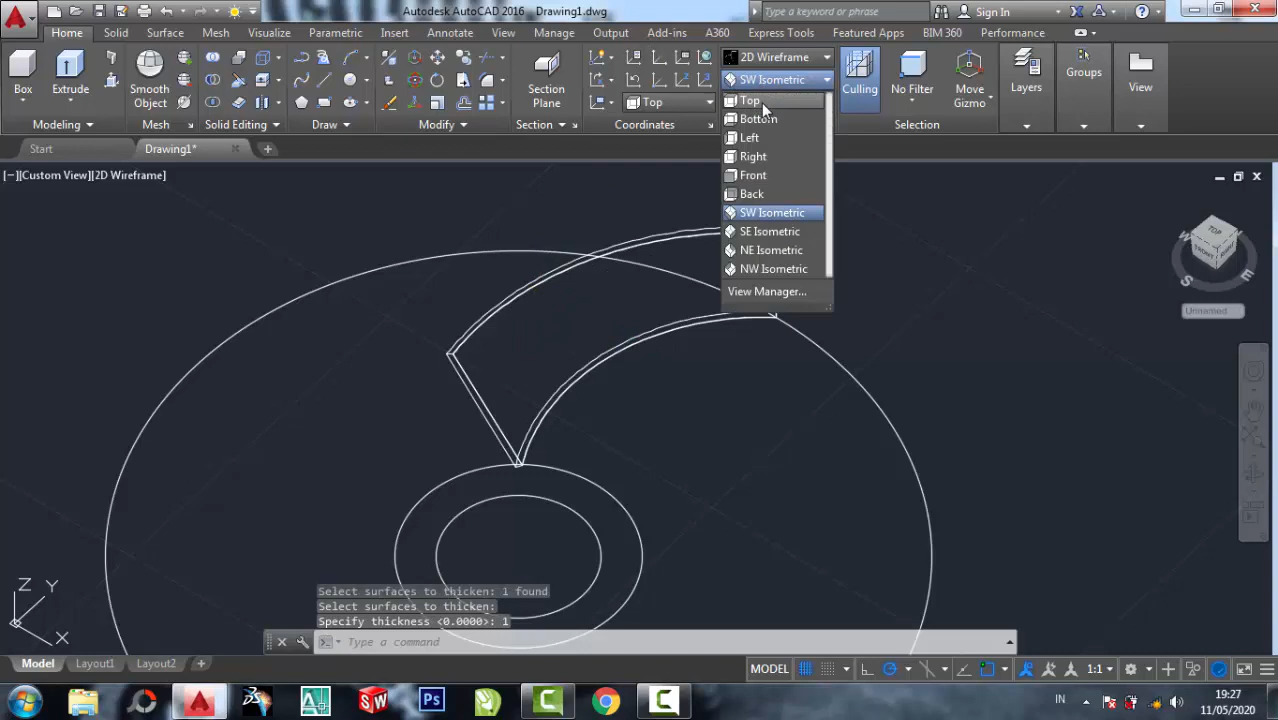 Autodesk AutoCAD 2016 Drawing1.dwg
Type a keyword or phrase
Sign In
Home Solid Surface Mesh Visualize Parametric Insert Annotate View Manage Output Add-ins A360 Express Tools Featured Apps BIM 360 Performance
Box
Extrude
Smooth
Object
Section
Plane
Top
2D Wireframe
SW Isometric
Culling
No Filter
Move
Gizmo
Layers
Groups
View
Modeling
Mesh
Solid Editing
Draw
Modify
Section
Coordinates
Selection
Top
Bottom
Left
Right
Front
Back
SW Isometric
SE Isometric
NE Isometric
NW Isometric
View Manager...
Start
Drawing1*
[−][Custom View][2D Wireframe]
TOP
W
S
E
Unnamed
Z
Y
X
Select surfaces to thicken: 1 found
Select surfaces to thicken:
Specify thickness <0.0000>: 1
Type a command
Model Layout1 Layout2
MODEL
1:1
SW
Ps
IN
19:27
11/05/2020